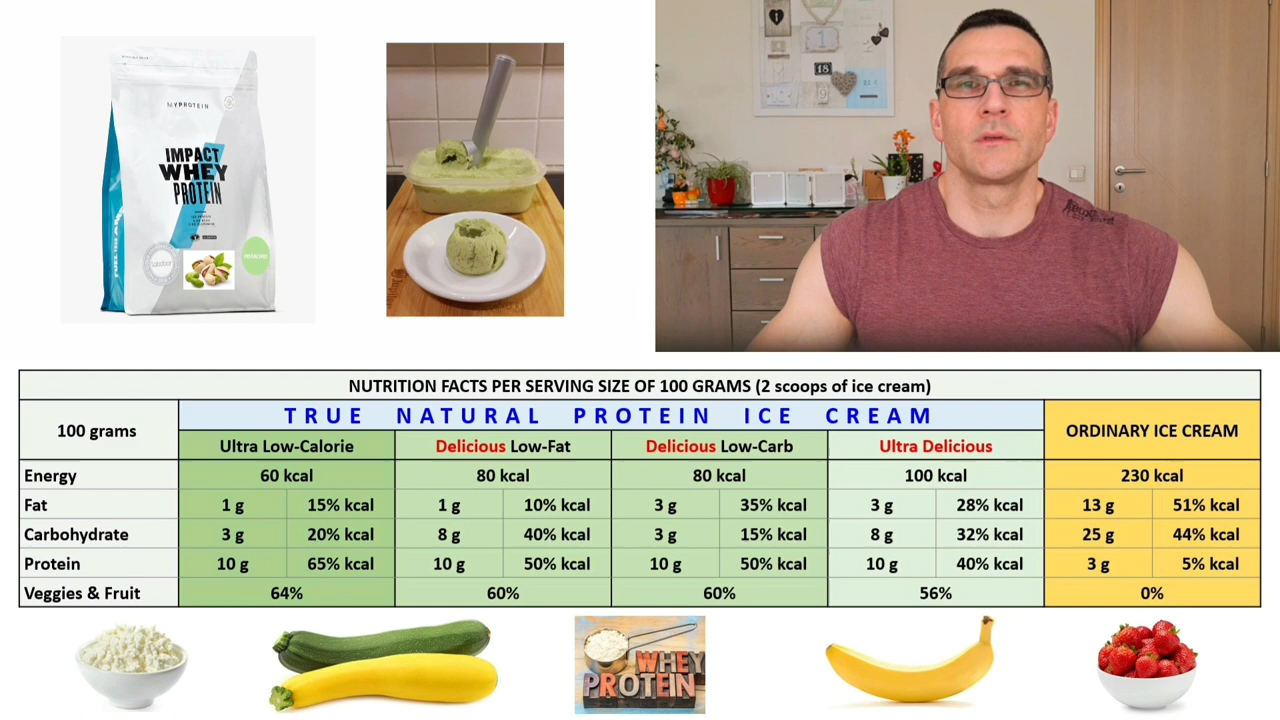 MYPROTEIN
IMPACT
WHEY
PROTEIN
PISTACHIO
1
18
NUTRITION FACTS PER SERVING SIZE OF 100 GRAMS (2 scoops of ice cream)
100 grams
TRUE NATURAL PROTEIN ICE CREAM
ORDINARY ICE CREAM
Ultra Low-Calorie Delicious Low-Fat Delicious Low-Carb Ultra Delicious
Energy 60 kcal 80 kcal 80 kcal 100 kcal 230 kcal
Fat 1 g 15% kcal 1 g 10% kcal 3 g 35% kcal 3 g 28% kcal 13 g 51% kcal
Carbohydrate 3 g 20% kcal 8 g 40% kcal 3 g 15% kcal 8 g 32% kcal 25 g 44% kcal
Protein 10 g 65% kcal 10 g 50% kcal 10 g 50% kcal 10 g 40% kcal 3 g 5% kcal
Veggies & Fruit 64% 60% 60% 56% 0%
WHEY
PROTEIN